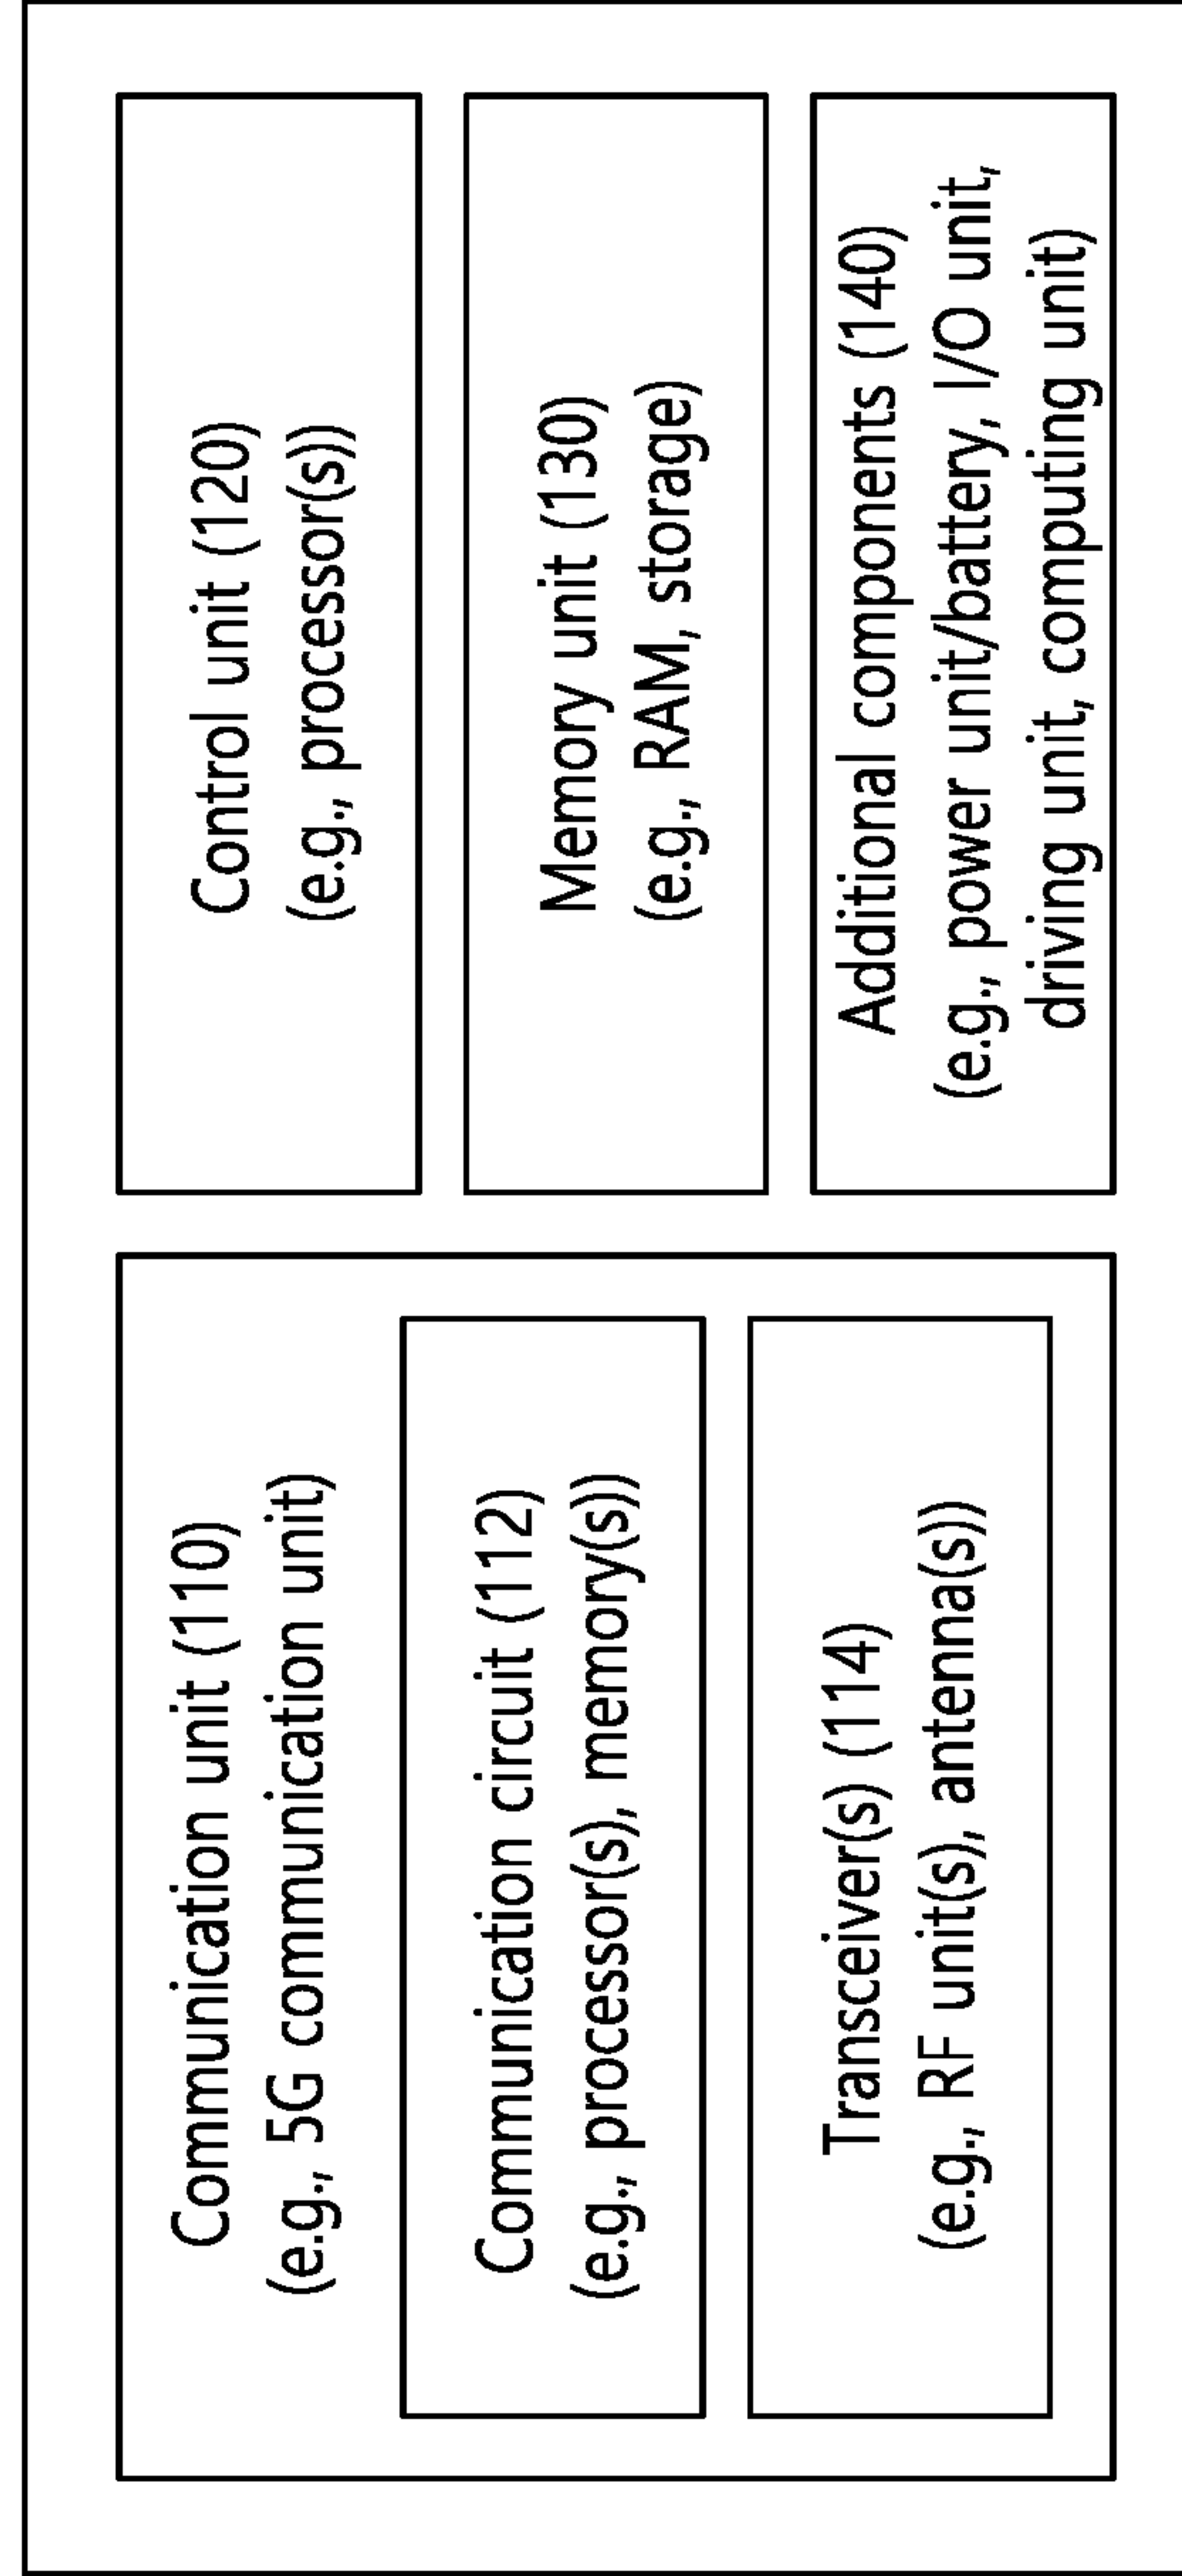 Communication unit (110)
(e.g., 5G communication unit)
Communication circuit (112)
(e.g., processor(s), memory(s))
Transceiver(s) (114)
(e.g., RF unit(s), antenna(s))
Control unit (120)
(e.g., processor(s))
Memory unit (130)
(e.g., RAM, storage)
Additional components (140)
(e.g., power unit/battery, I/O unit,
driving unit, computing unit)